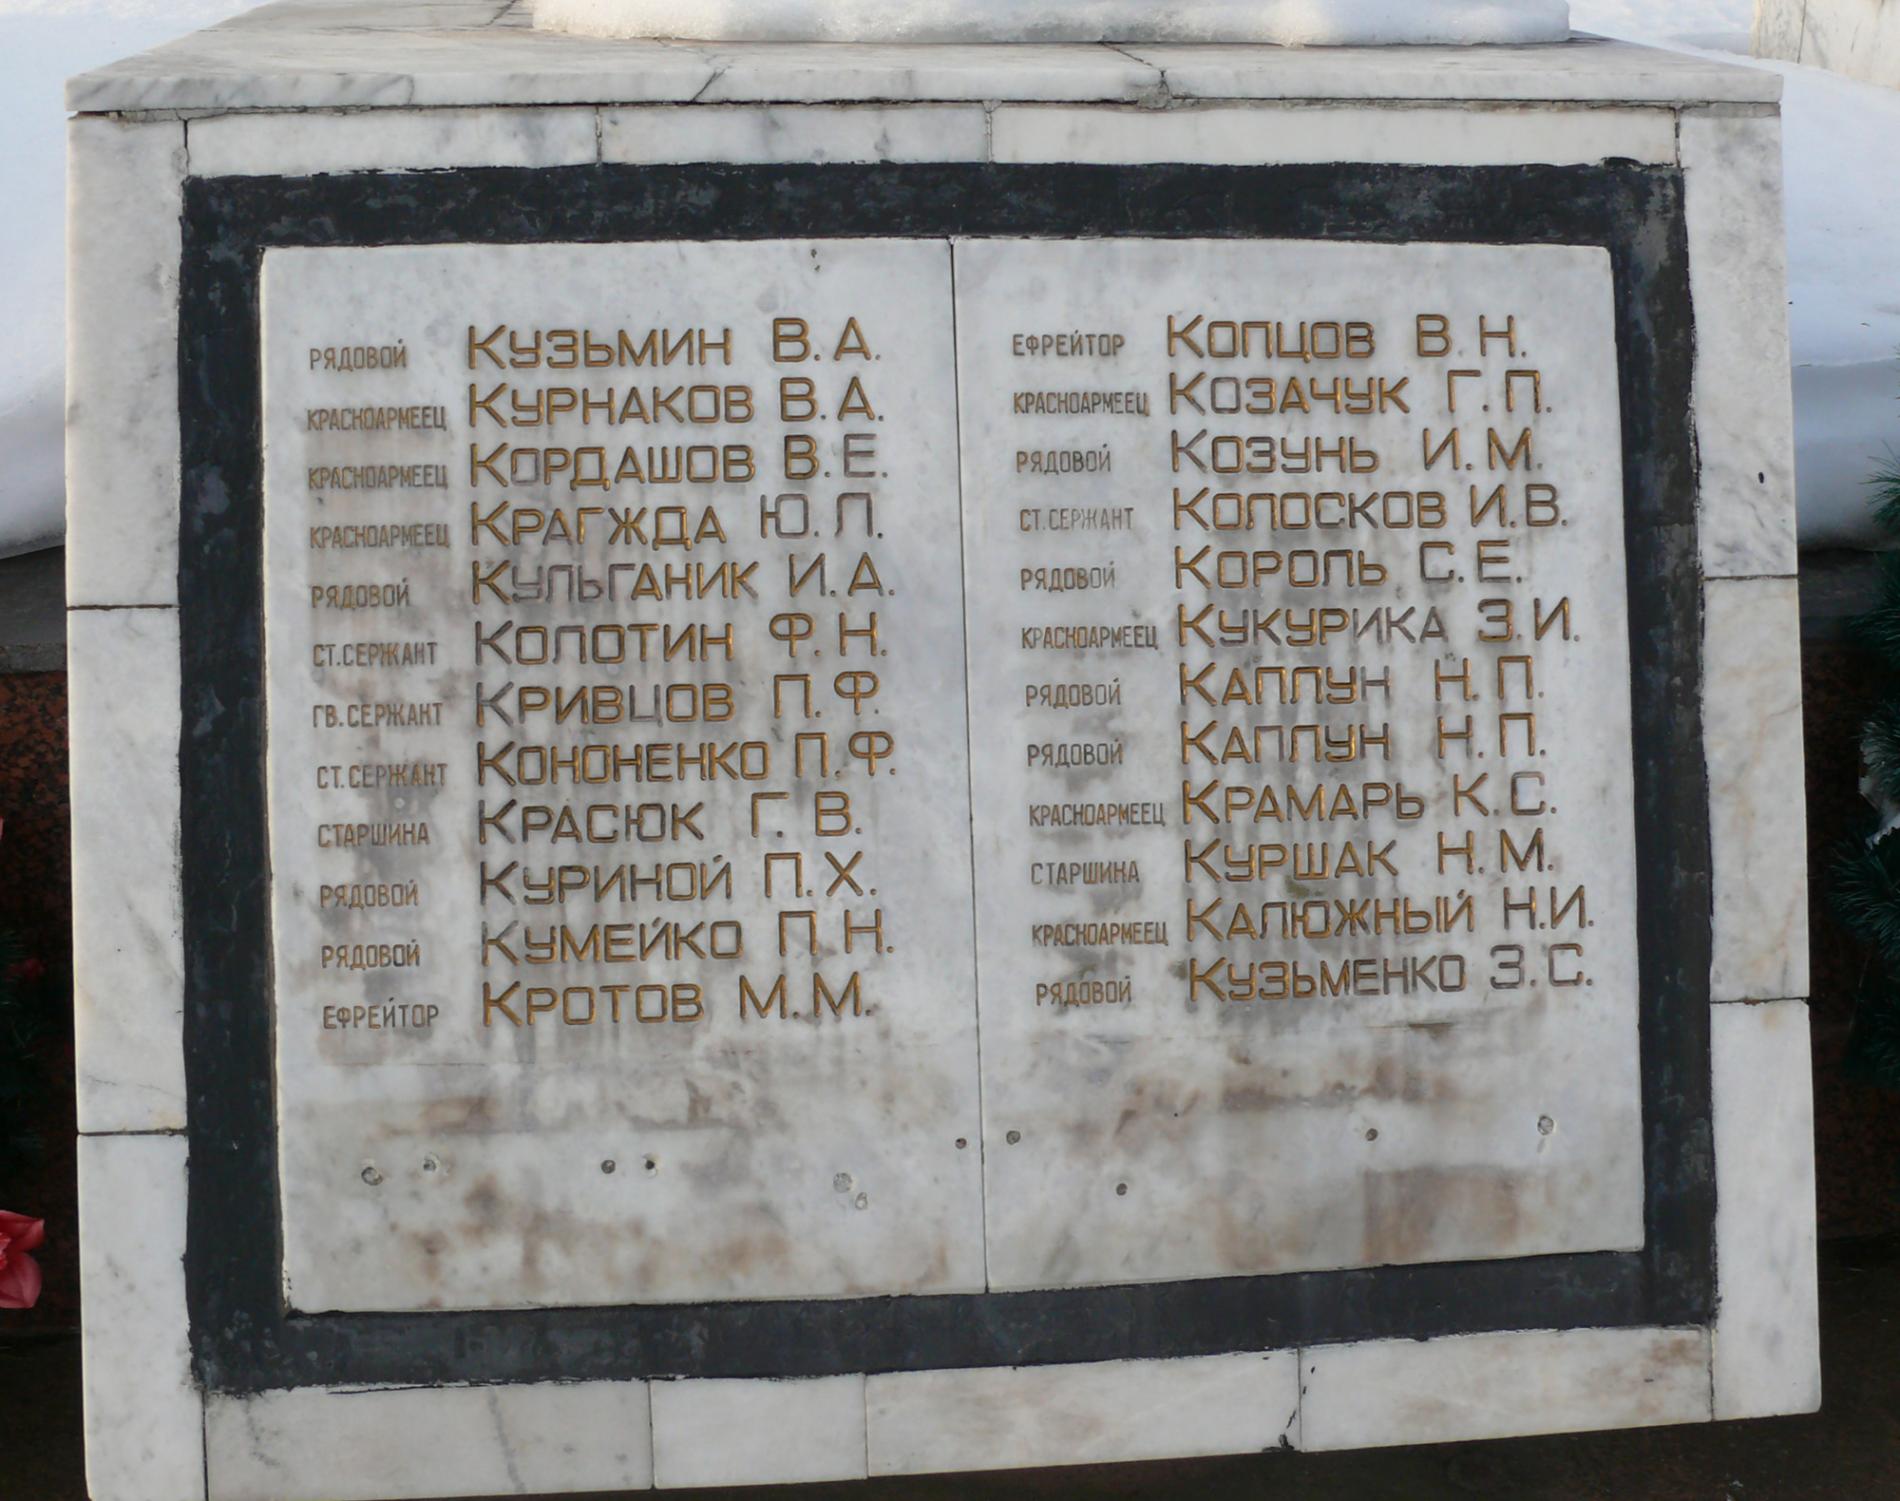 РЯДОВОЙ КУЗЬМИН В.А.
КРАСНОАРМЕЕЦ КУРНАКОВ В.А.
КРАСНОАРМЕЕЦ КОРДАШОВ В.Е.
КРАСНОАРМЕЕЦ КРАГЖДА Ю.Л.
РЯДОВОЙ КУЛЬГАНИК И.А.
СТ.СЕРЖАНТ КОЛОТИН Ф.Н.
ГВ.СЕРЖАНТ КРИВЦОВ П.Ф.
СТ.СЕРЖАНТ КОНОНЕНКО П.Ф.
СТАРШИНА КРАСЮК Г.В.
РЯДОВОЙ КУРИНОЙ П.Х.
РЯДОВОЙ КУМЕЙКО П.Н.
ЕФРЕЙТОР КРОТОВ М.М.
ЕФРЕЙТОР КОПЦОВ В.Н.
КРАСНОАРМЕЕЦ КОЗАЧУК Г.П.
РЯДОВОЙ КОЗУНЬ И.М.
СТ.СЕРЖАНТ КОЛОСКОВ И.В.
РЯДОВОЙ КОРОЛЬ С.Е.
КРАСНОАРМЕЕЦ КУКУРИКА З.И.
РЯДОВОЙ КАПЛУН Н.П.
РЯДОВОЙ КАПЛУН Н.П.
КРАСНОАРМЕЕЦ КРАМАРЬ К.С.
СТАРШИНА КУРШАК Н.М.
КРАСНОАРМЕЕЦ КАЛЮЖНЫЙ Н.И.
РЯДОВОЙ КУЗЬМЕНКО З.С.